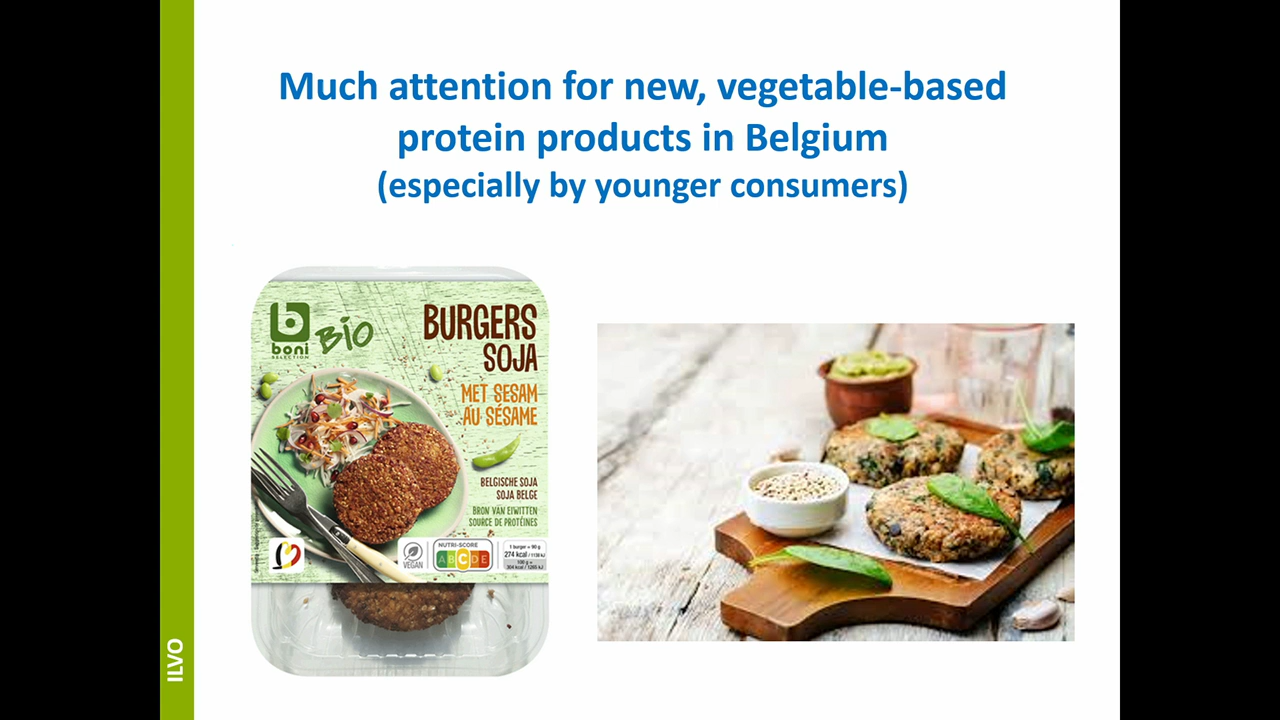 Much attention for new, vegetable-based
protein products in Belgium
(especially by younger consumers)
boni
SELECTION
BIO
BURGERS
SOJA
MET SESAM
AU SÉSAME
BELGISCHE SOJA
SOJA BELGE
BRON VAN EIWITTEN
SOURCE DE PROTÉINES
VEGAN
NUTRI-SCORE
A B C D E
1 burger = 90 g
274 kcal / 1138 kJ
100 g =
304 kcal / 1265 kJ
ILVO